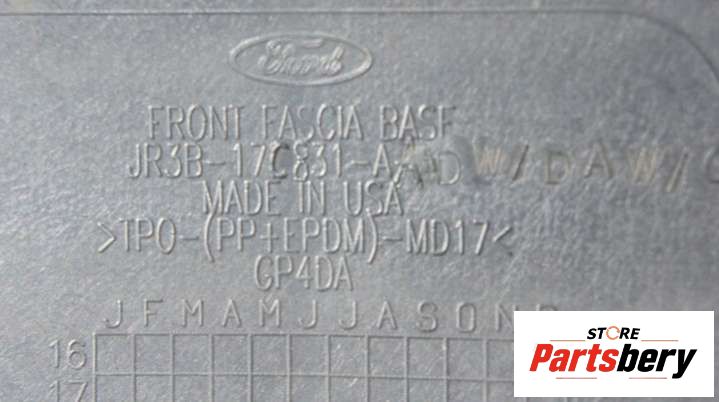 Ford
FRONT FASCIA BASE
JR3B-17C831-A
MADE IN USA
>TPO-(PP+EPDM)-MD17<
GP4DA
J F M A M J J A S O N D
16
17
STORE
Partsbery